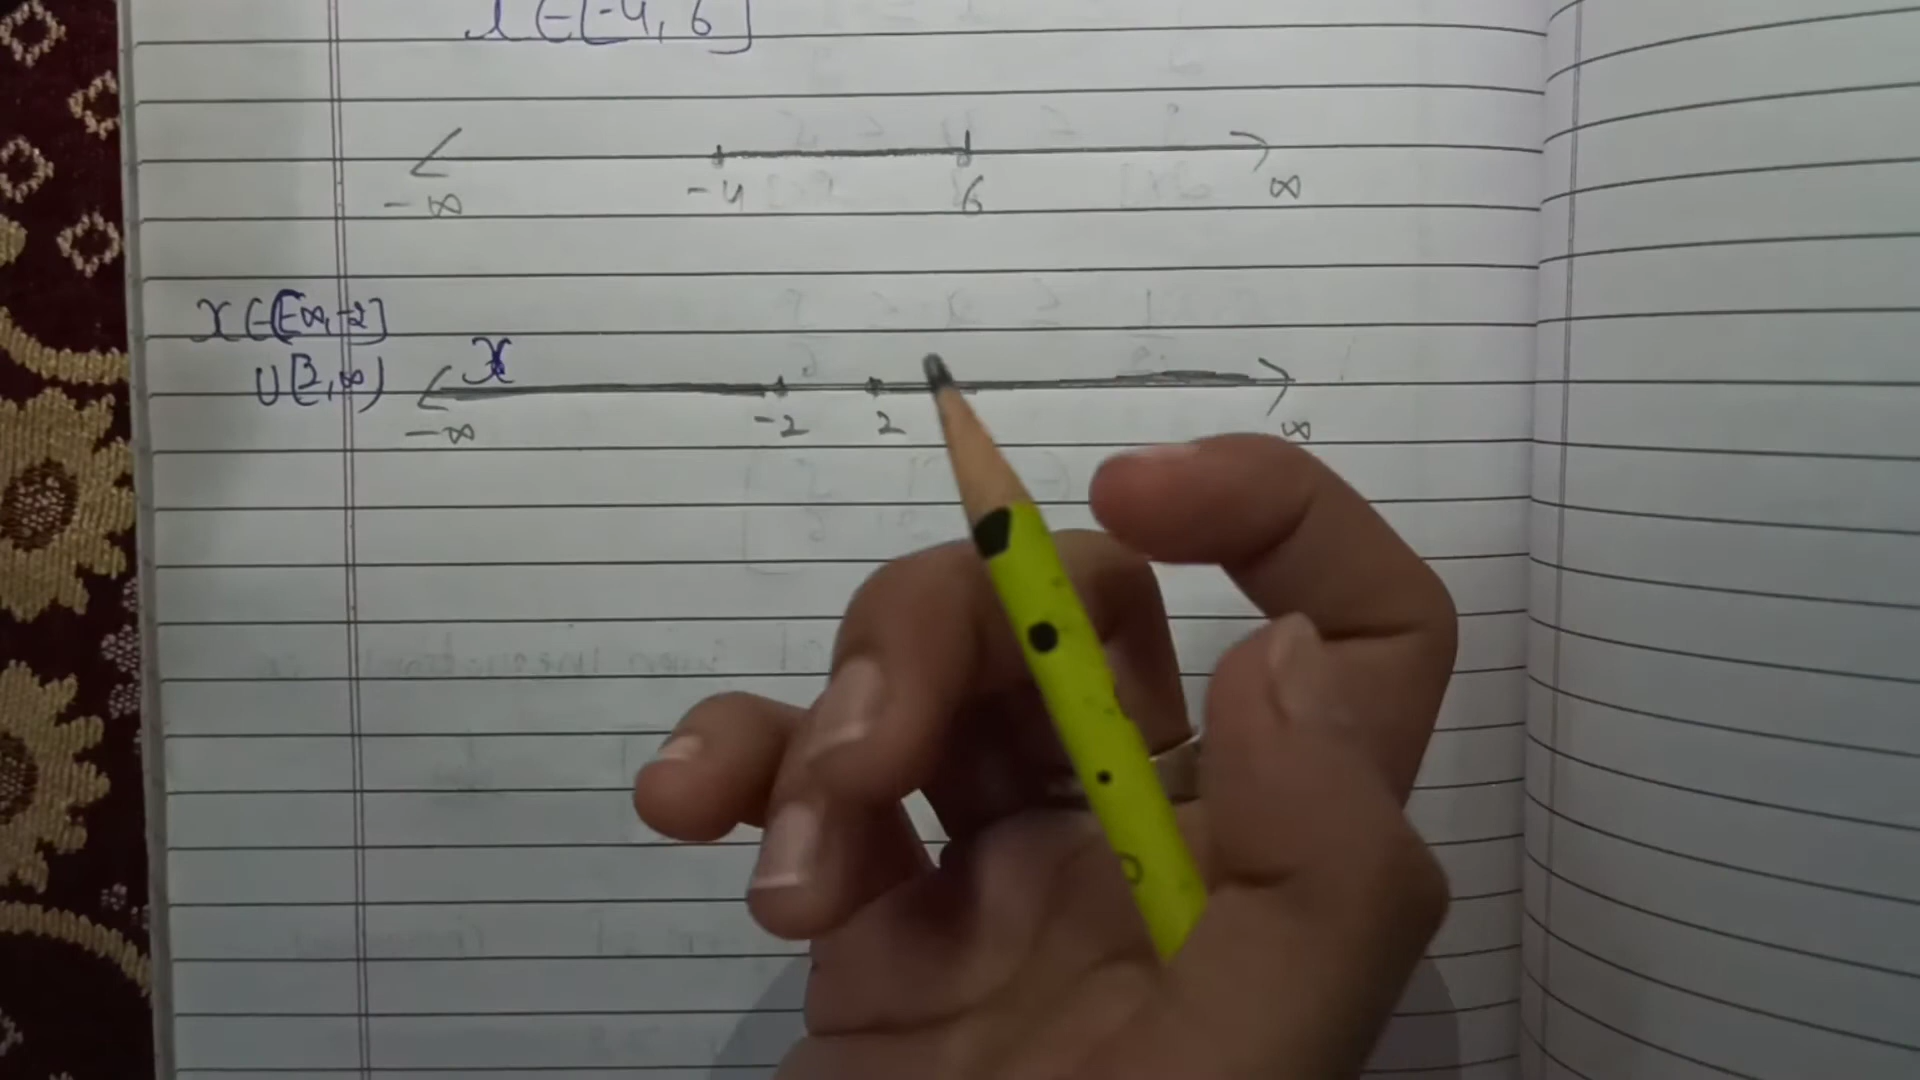 x ∈ [-4, 6]
-∞ -4 6 ∞
x ∈ (-∞, -2]
∪ [2, ∞)
x
-∞ -2 2 ∞